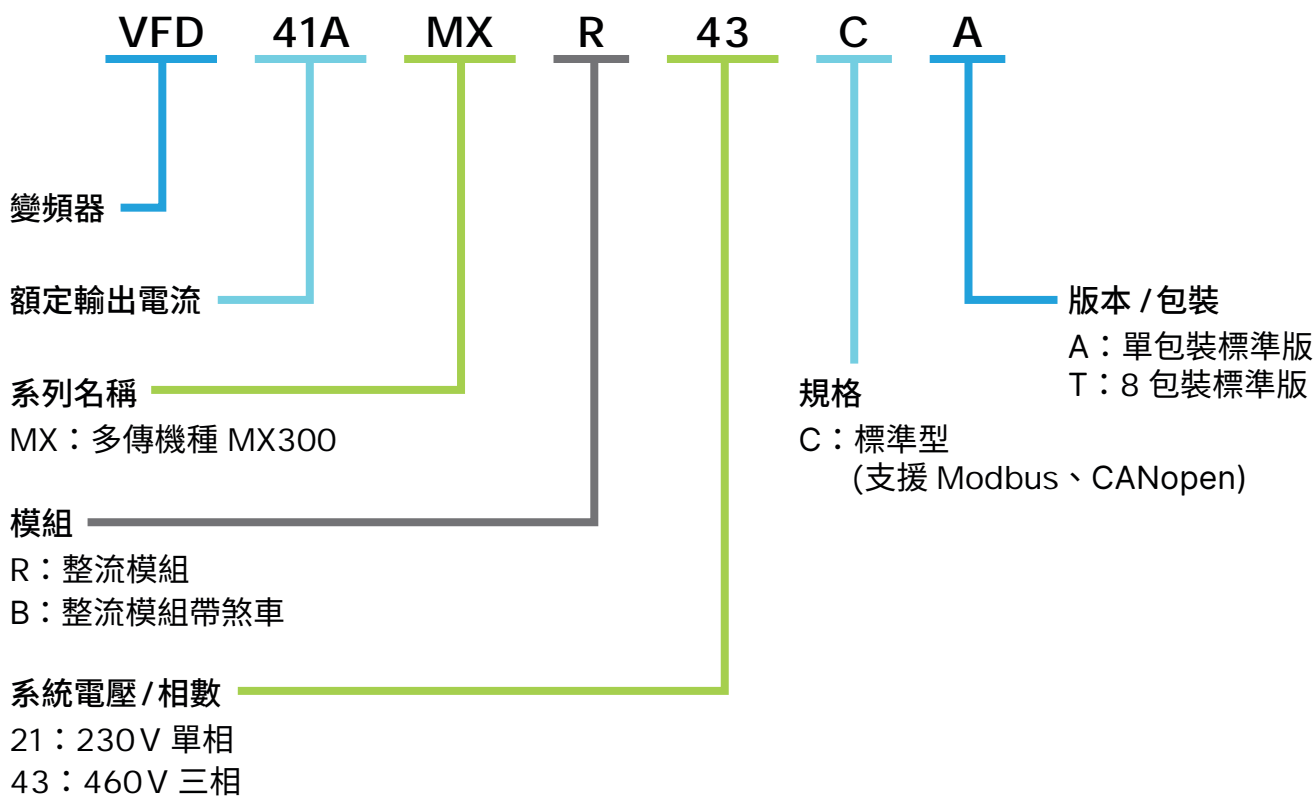 VFD 41A MX R 43 C A
變頻器
額定輸出電流
系列名稱
MX：多傳機種 MX300
模組
R：整流模組
B：整流模組帶煞車
系統電壓/相數
21：230V 單相
43：460V 三相
規格
C：標準型
(支援 Modbus、CANopen)
版本 / 包裝
A：單包裝標準版
T：8 包裝標準版